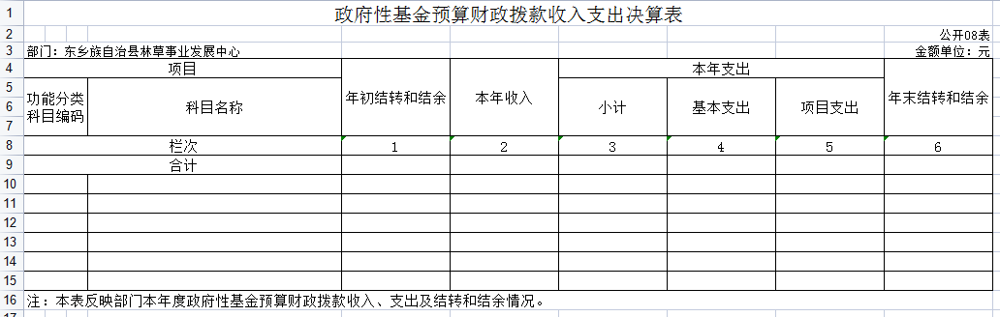 1 政府性基金预算财政拨款收入支出决算表
2 公开08表
3 部门：东乡族自治县林草事业发展中心 金额单位：元
4 项目 年初结转和结余 本年收入 本年支出 年末结转和结余
5 功能分类
6 科目编码 科目名称 小计 基本支出 项目支出
7
8 栏次 1 2 3 4 5 6
9 合计
10
11
12
13
14
15
16 注：本表反映部门本年度政府性基金预算财政拨款收入、支出及结转和结余情况。
17